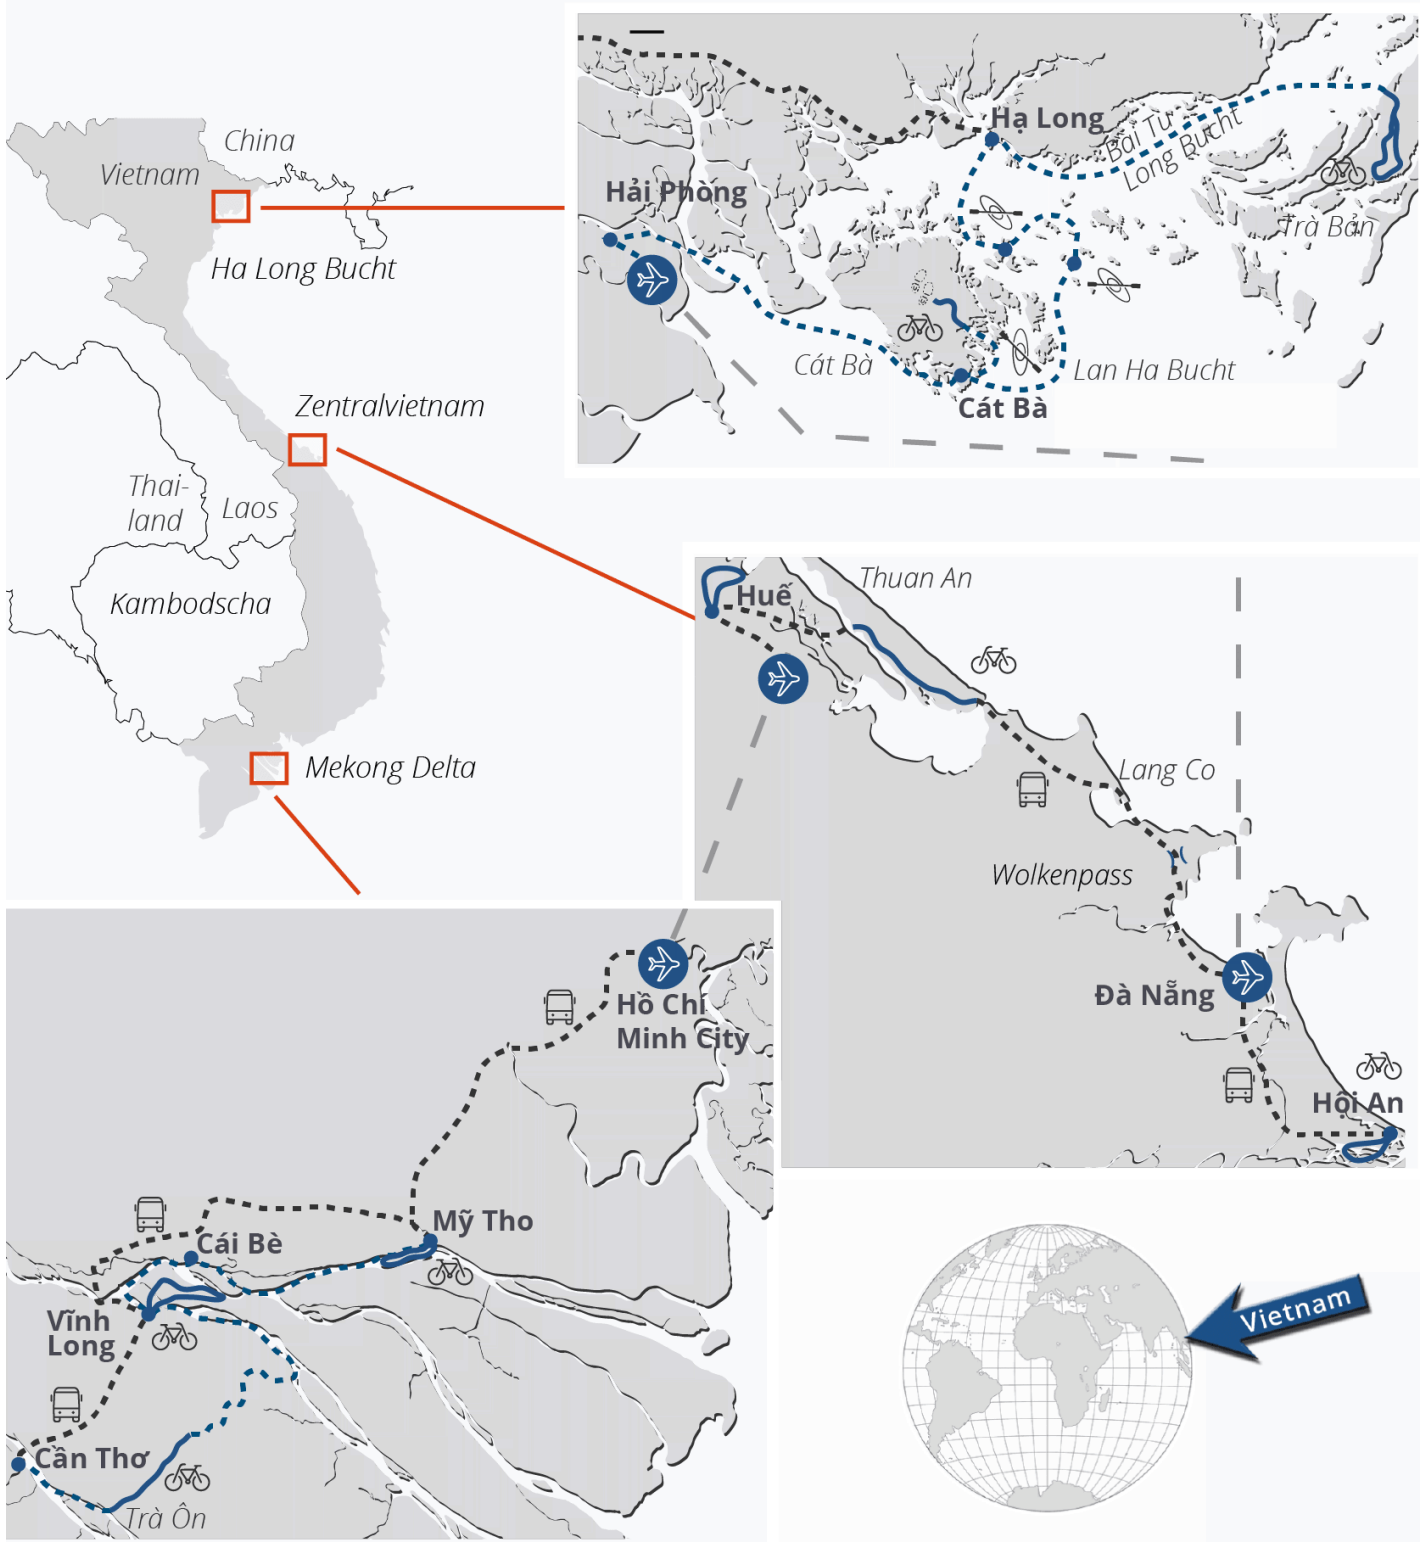 China
Vietnam
Ha Long Bucht
Zentralvietnam
Thai-
land
Laos
Kambodscha
Mekong Delta
Hạ Long
Bai Tu
Long Bucht
Hải Phòng
Trà Bản
Cát Bà
Lan Ha Bucht
Cát Bà
Thuan An
Huế
Lang Co
Wolkenpass
Đà Nẵng
Hội An
Hồ Chí
Minh City
Mỹ Tho
Cái Bè
Vĩnh
Long
Cần Thơ
Trà Ôn
Vietnam